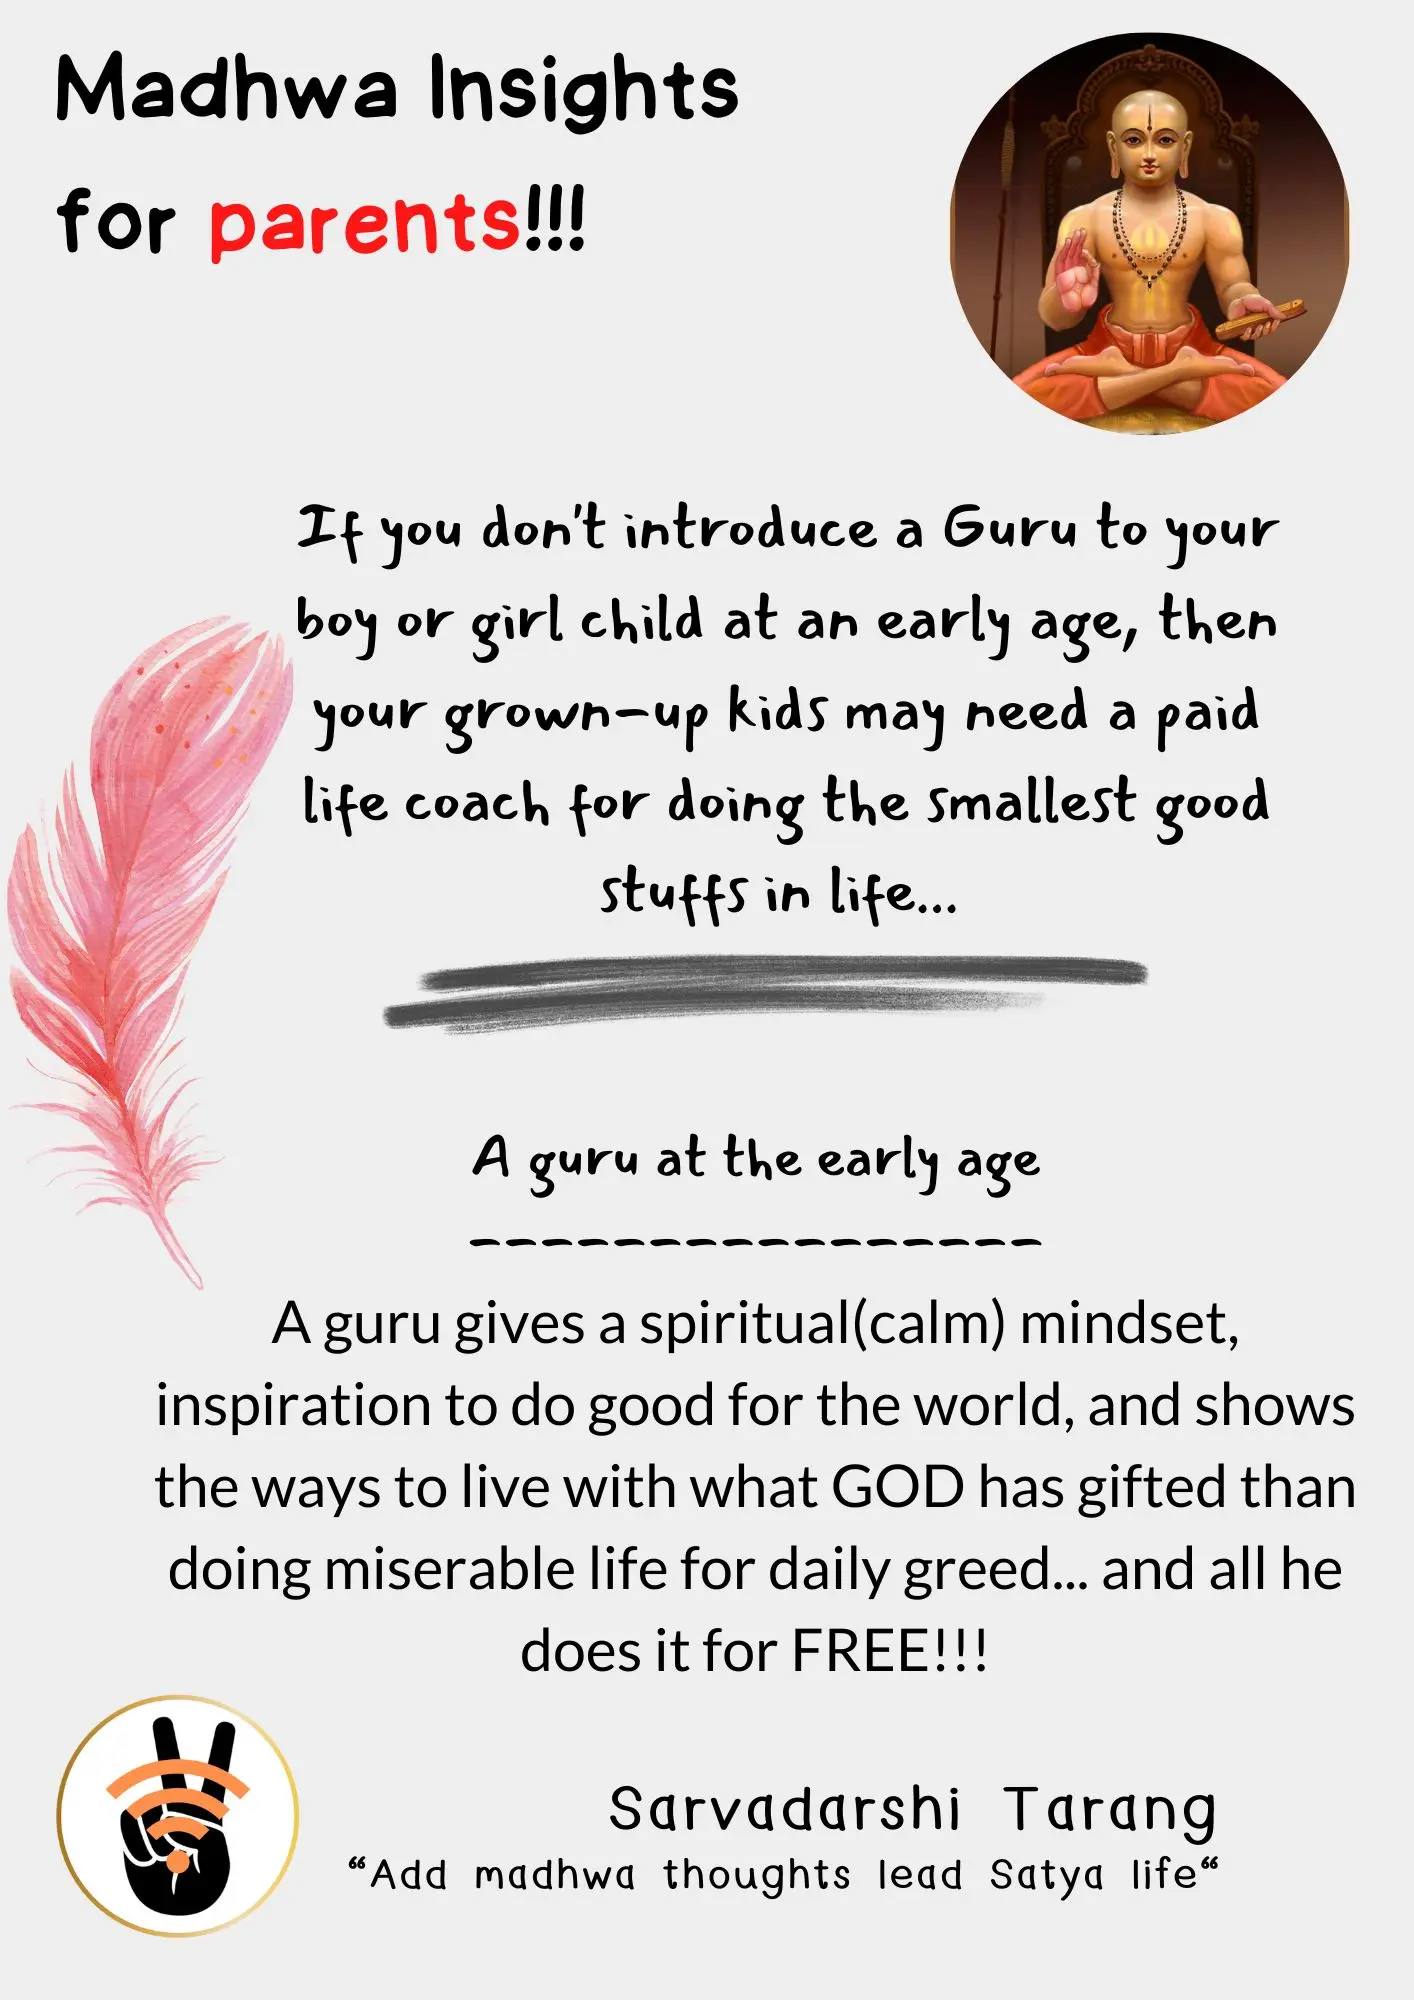 Madhwa Insights
for parents!!!
If you don't introduce a Guru to your
boy or girl child at an early age, then
your grown-up kids may need a paid
life coach for doing the smallest good
stuffs in life...
A guru at the early age
----------------
A guru gives a spiritual(calm) mindset,
inspiration to do good for the world, and shows
the ways to live with what GOD has gifted than
doing miserable life for daily greed... and all he
does it for FREE!!!
Sarvadarshi Tarang
“Add madhwa thoughts lead Satya life“